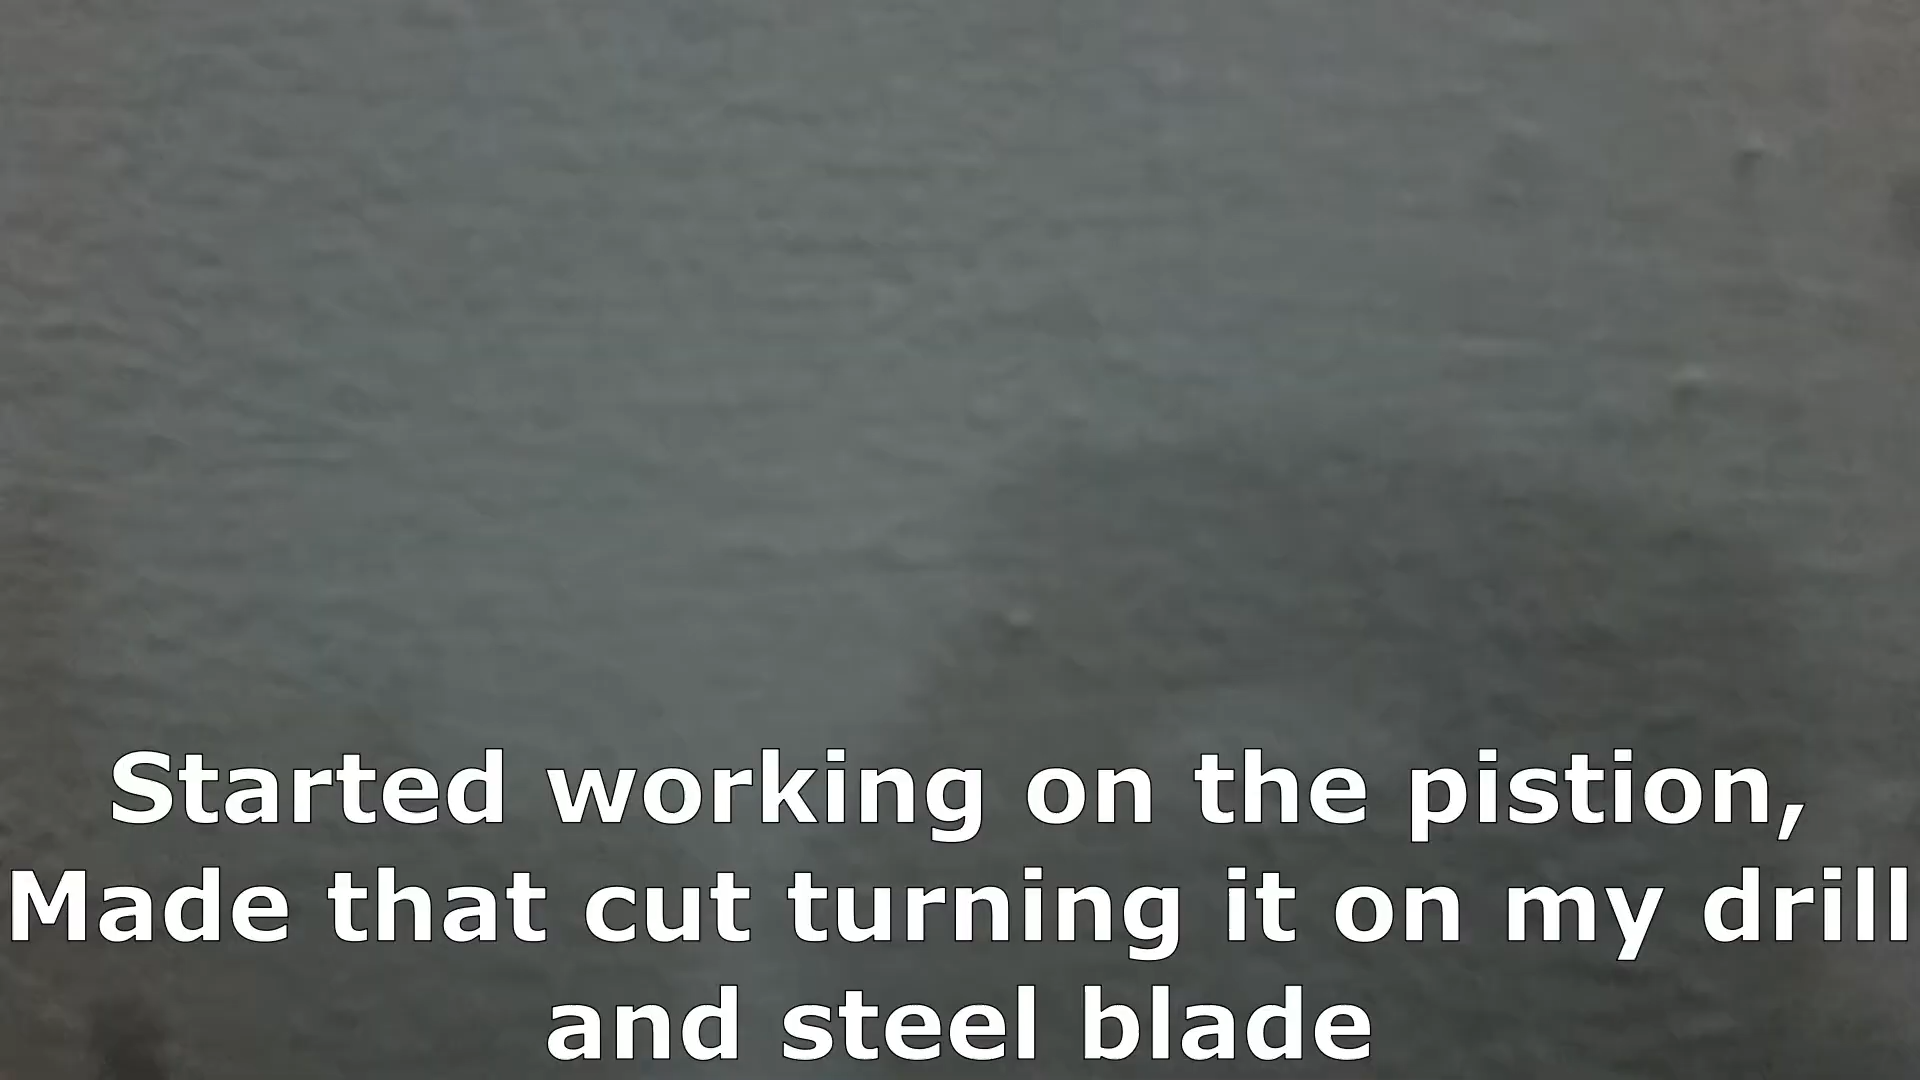 Started working on the pistion,
Made that cut turning it on my drill
and steel blade